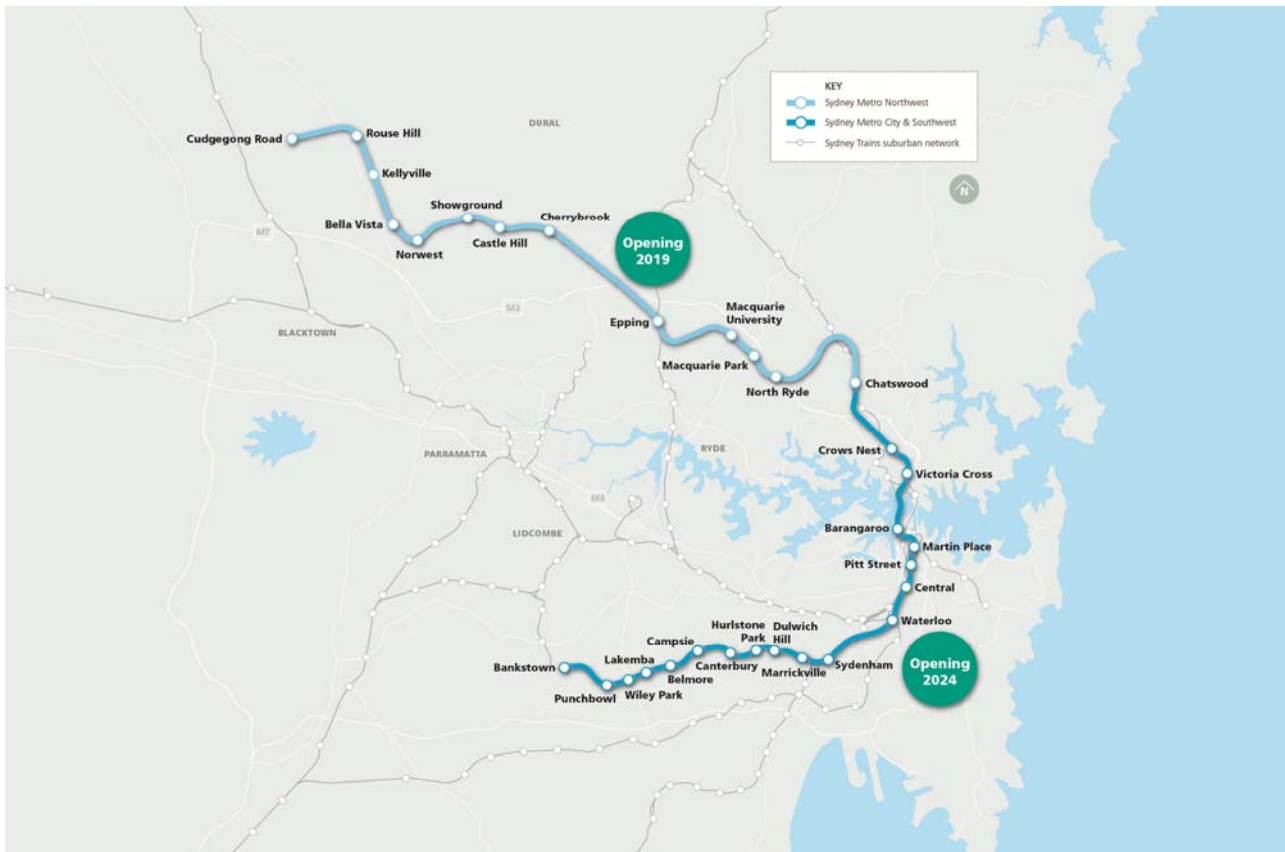 KEY
Sydney Metro Northwest
Sydney Metro City & Southwest
Sydney Trains suburban network
N
DURAL
Cudgegong Road
Rouse Hill
Kellyville
Showground
Bella Vista
Cherrybrook
M7
Norwest
Castle Hill
Opening
2019
M2
Epping
Macquarie
University
BLACKTOWN
Macquarie Park
North Ryde
Chatswood
Crows Nest
RYDE
PARRAMATTA
Victoria Cross
M4
Barangaroo
LIDCOMBE
Martin Place
Pitt Street
Central
Waterloo
Hurlstone
Park
Dulwich
Hill
Campsie
Lakemba
Bankstown
Canterbury
Sydenham
Marrickville
Belmore
Wiley Park
Punchbowl
Opening
2024